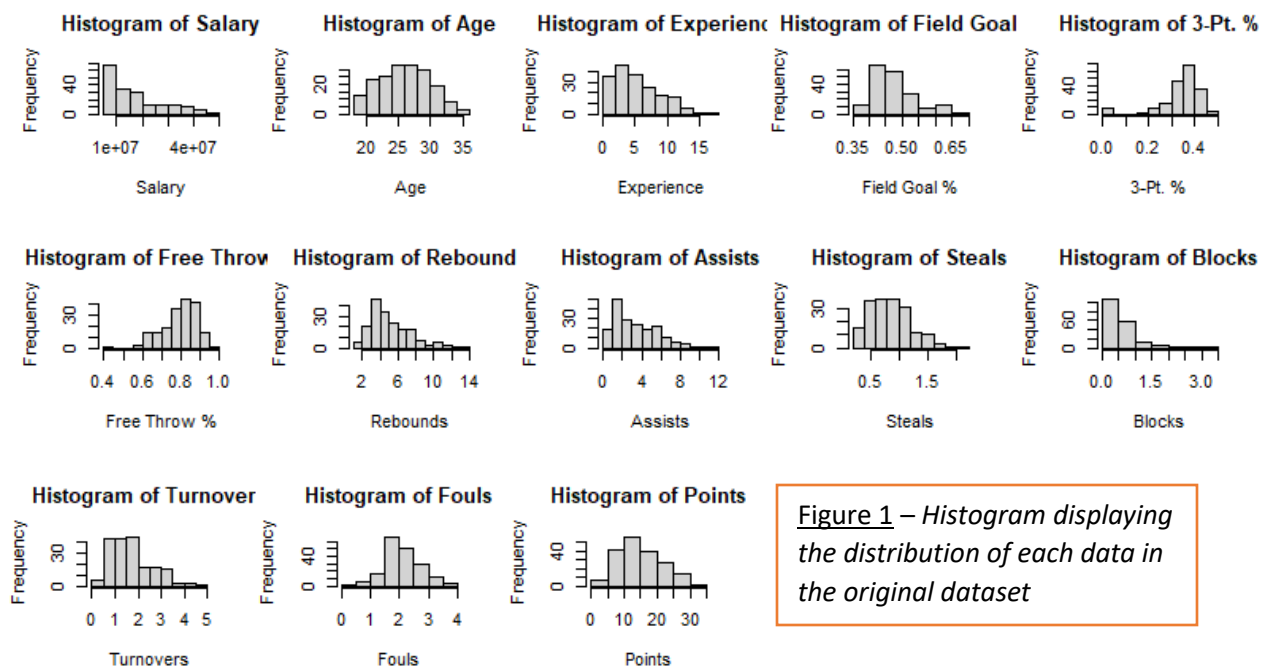 Histogram of Salary
Histogram of Age
Histogram of Experienc
Histogram of Field Goal
Histogram of 3-Pt. %
Frequency
0 40
1e+07 4e+07
Salary
Frequency
0 20
20 25 30 35
Age
Frequency
0 30
0 5 10 15
Experience
Frequency
0 40
0.35 0.50 0.65
Field Goal %
Frequency
0 40
0.0 0.2 0.4
3-Pt. %
Histogram of Free Throw
Histogram of Rebound
Histogram of Assists
Histogram of Steals
Histogram of Blocks
Frequency
0 30
0.4 0.6 0.8 1.0
Free Throw %
Frequency
0 30
2 6 10 14
Rebounds
Frequency
0 30
0 4 8 12
Assists
Frequency
0 30
0.5 1.5
Steals
Frequency
0 60
0.0 1.5 3.0
Blocks
Histogram of Turnover
Histogram of Fouls
Histogram of Points
Frequency
0 30
0 1 2 3 4 5
Turnovers
Frequency
0 40
0 1 2 3 4
Fouls
Frequency
0 40
0 10 20 30
Points
Figure 1 – Histogram displaying
the distribution of each data in
the original dataset